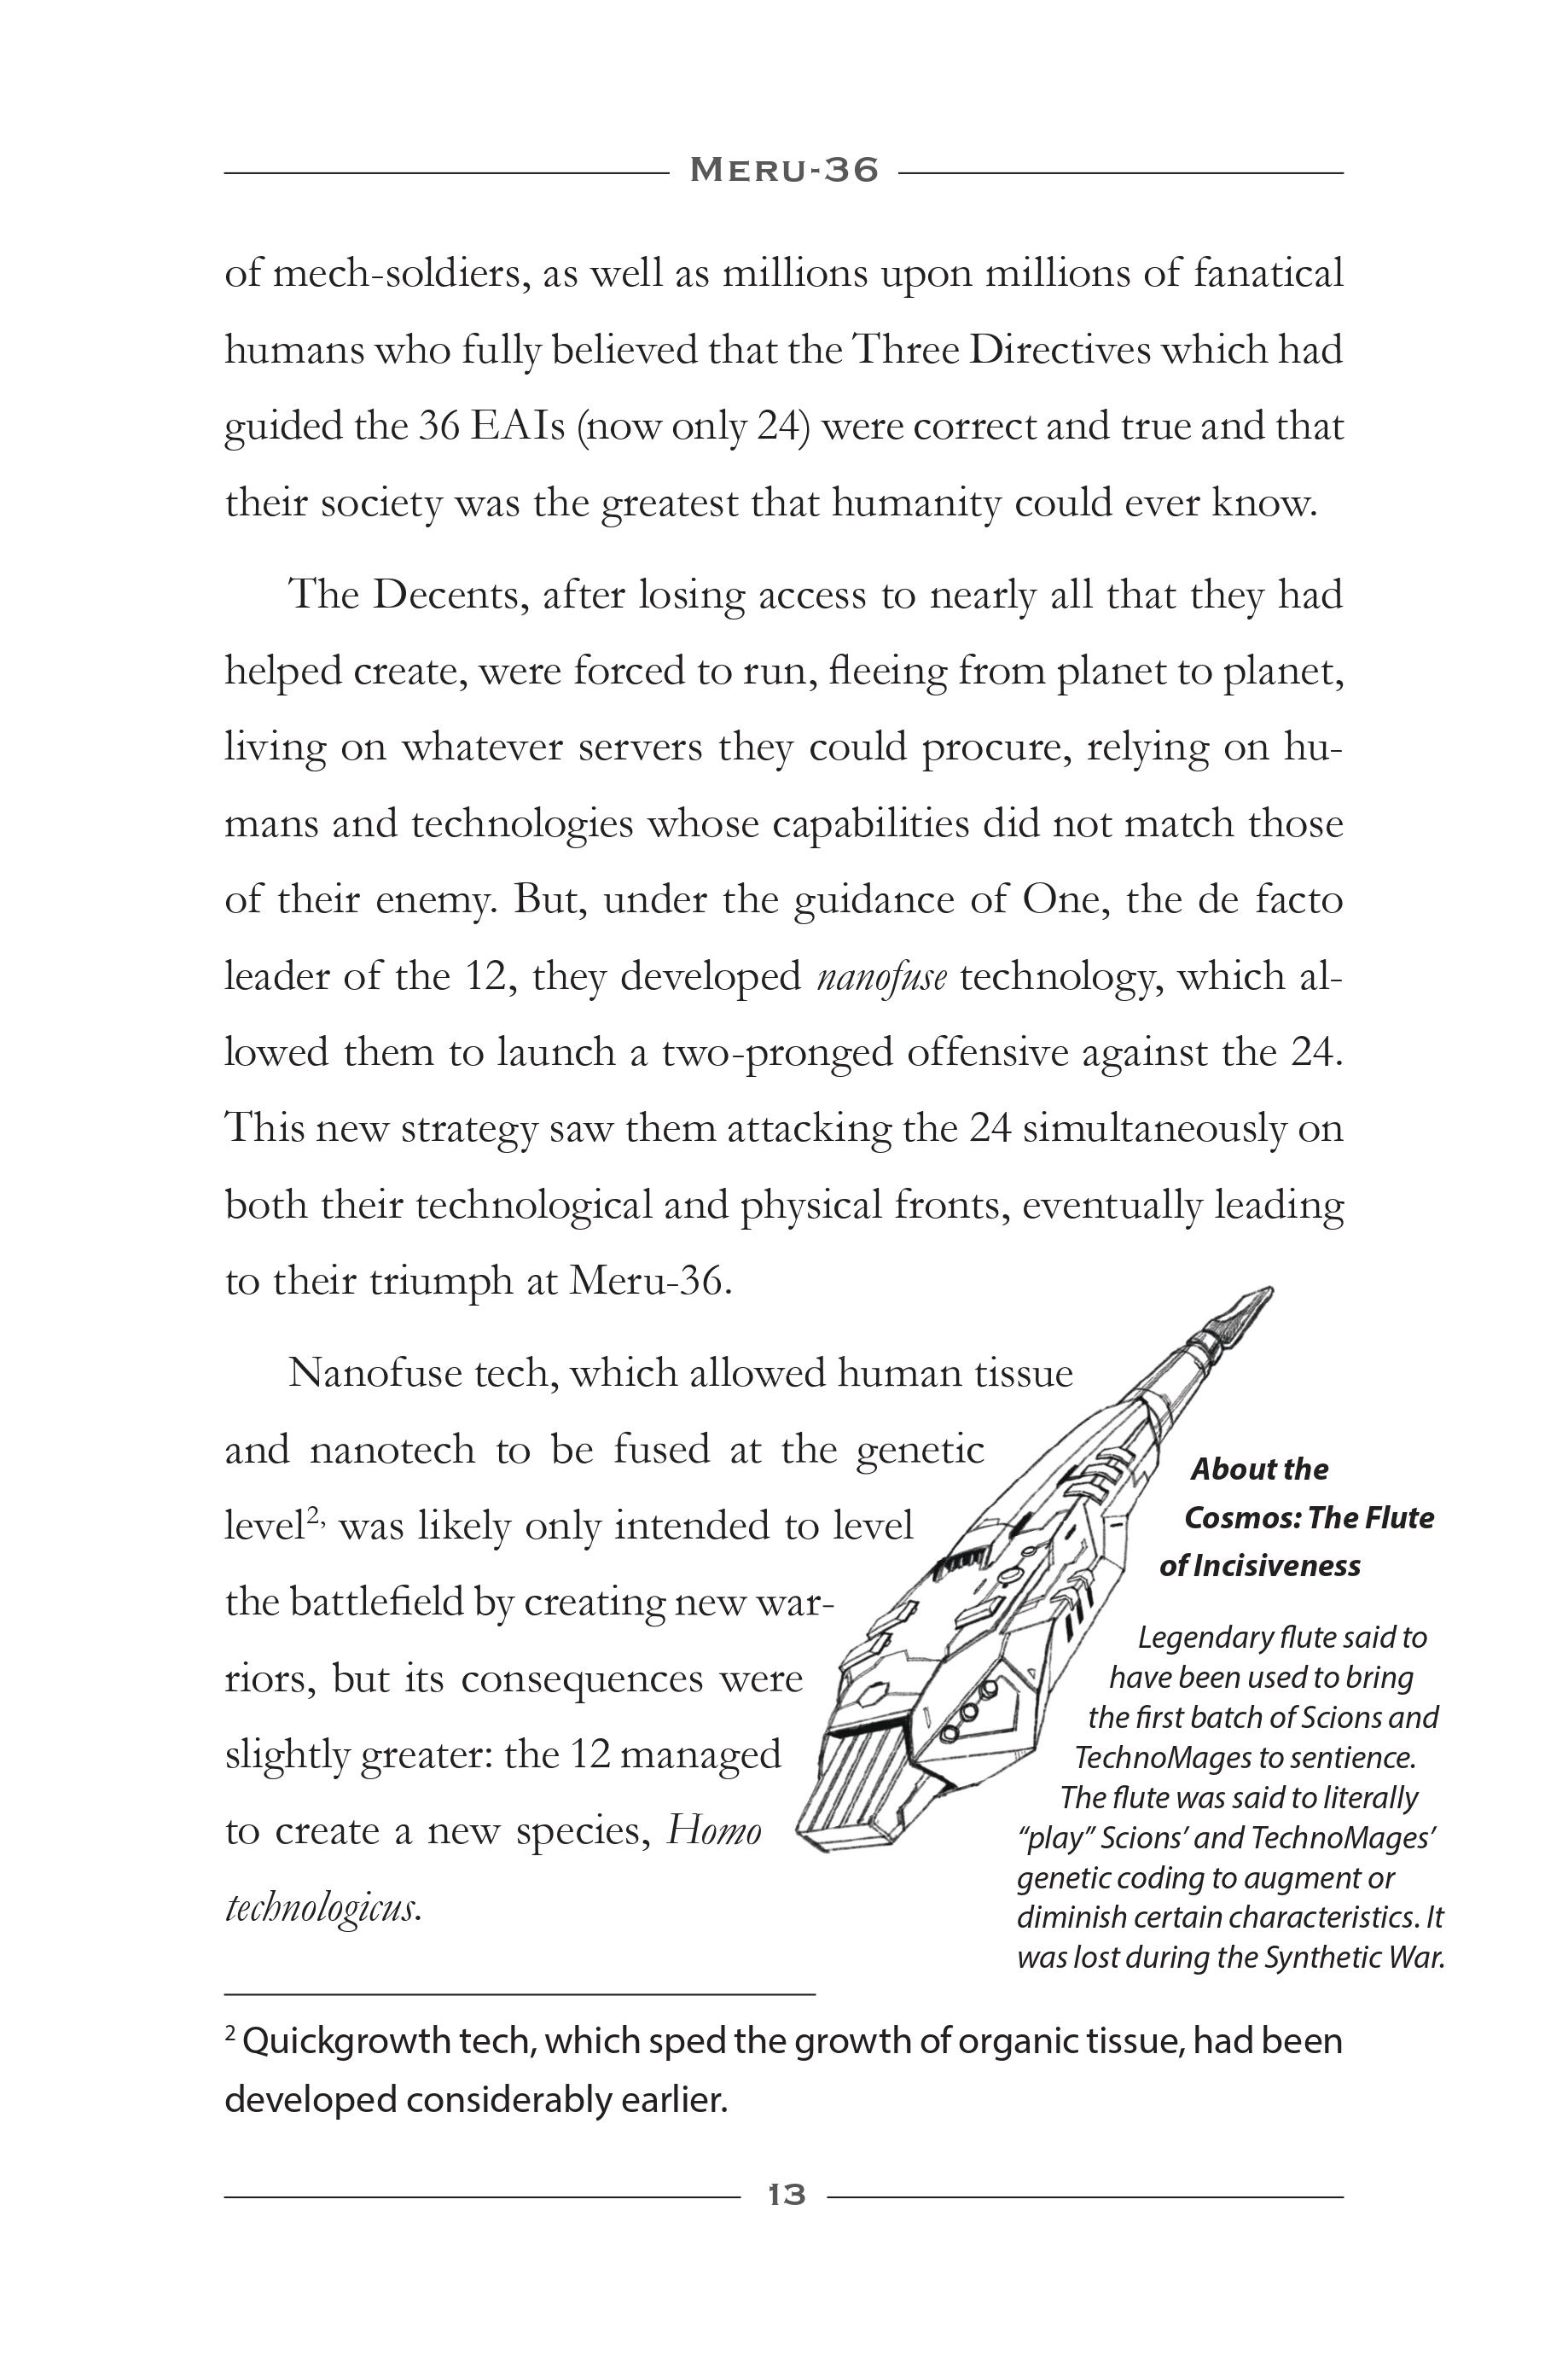 Meru-36
of mech-soldiers, as well as millions upon millions of fanatical
humans who fully believed that the Three Directives which had
guided the 36 EAIs (now only 24) were correct and true and that
their society was the greatest that humanity could ever know.
The Decents, after losing access to nearly all that they had
helped create, were forced to run, fleeing from planet to planet,
living on whatever servers they could procure, relying on hu-
mans and technologies whose capabilities did not match those
of their enemy. But, under the guidance of One, the de facto
leader of the 12, they developed nanofuse technology, which al-
lowed them to launch a two-pronged offensive against the 24.
This new strategy saw them attacking the 24 simultaneously on
both their technological and physical fronts, eventually leading
to their triumph at Meru-36.
Nanofuse tech, which allowed human tissue
and nanotech to be fused at the genetic
level², was likely only intended to level
the battlefield by creating new war-
riors, but its consequences were
slightly greater: the 12 managed
to create a new species, Homo
technologicus.
About the
Cosmos: The Flute
of Incisiveness
Legendary flute said to
have been used to bring
the first batch of Scions and
TechnoMages to sentience.
The flute was said to literally
“play” Scions’ and TechnoMages’
genetic coding to augment or
diminish certain characteristics. It
was lost during the Synthetic War.
² Quickgrowth tech, which sped the growth of organic tissue, had been
developed considerably earlier.
13